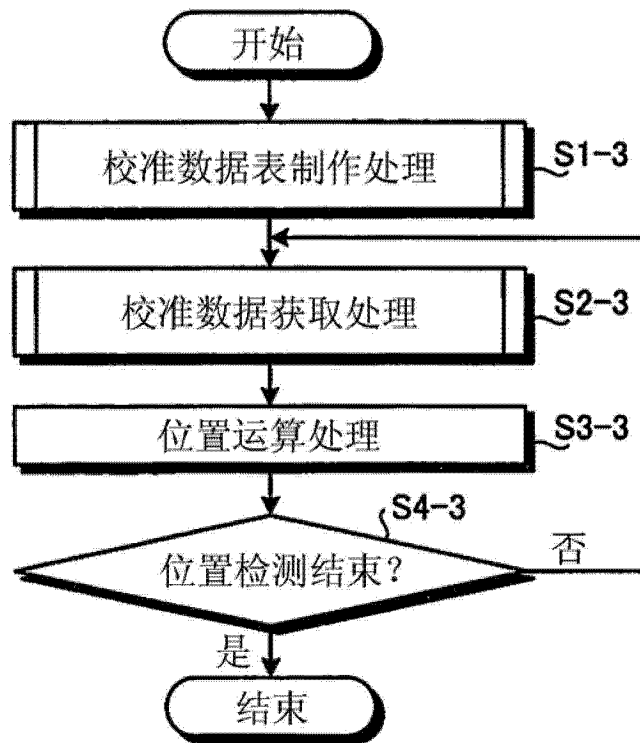 开始
校准数据表制作处理
S1-3
校准数据获取处理
S2-3
位置运算处理
S3-3
S4-3
位置检测结束?
否
是
结束